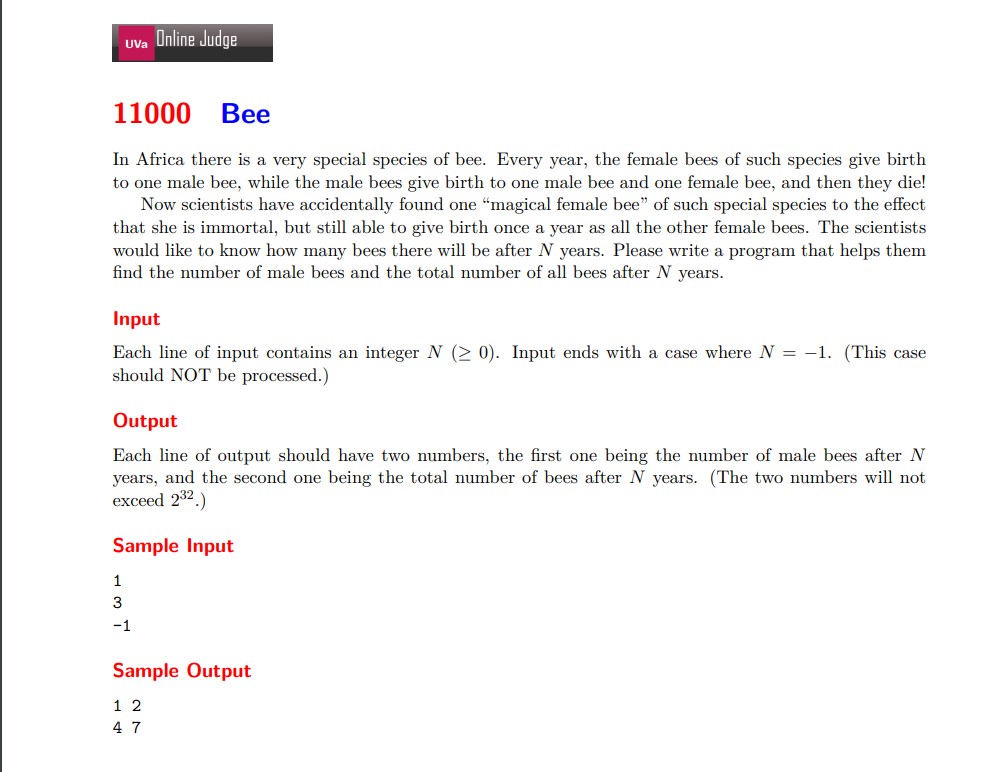 UVa Online Judge
11000 Bee
In Africa there is a very special species of bee. Every year, the female bees of such species give birth
to one male bee, while the male bees give birth to one male bee and one female bee, and then they die!
Now scientists have accidentally found one “magical female bee” of such special species to the effect
that she is immortal, but still able to give birth once a year as all the other female bees. The scientists
would like to know how many bees there will be after N years. Please write a program that helps them
find the number of male bees and the total number of all bees after N years.
Input
Each line of input contains an integer N (≥ 0). Input ends with a case where N = −1. (This case
should NOT be processed.)
Output
Each line of output should have two numbers, the first one being the number of male bees after N
years, and the second one being the total number of bees after N years. (The two numbers will not
exceed 2³².)
Sample Input
1
3
-1
Sample Output
1 2
4 7